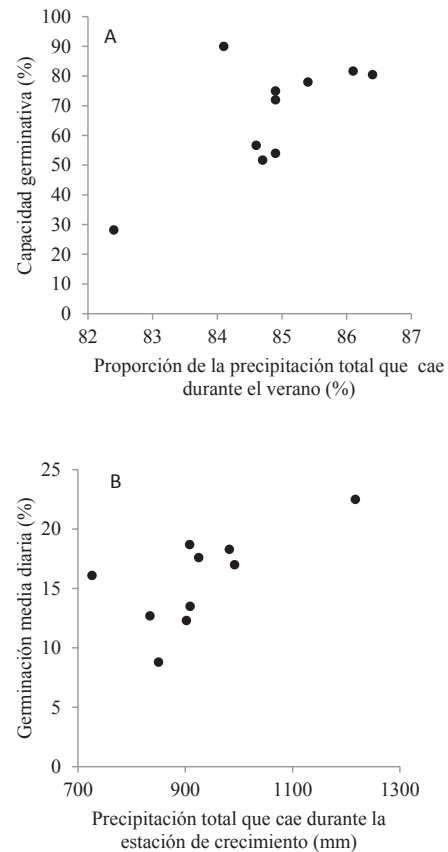 A
100
90
80
70
60
50
40
30
20
10
0
Capacidad germinativa (%)
82 83 84 85 86 87
Proporción de la precipitación total que cae
durante el verano (%)
B
25
20
15
10
5
0
Germinación media diaria (%)
700 900 1100 1300
Precipitación total que cae durante la
estación de crecimiento (mm)